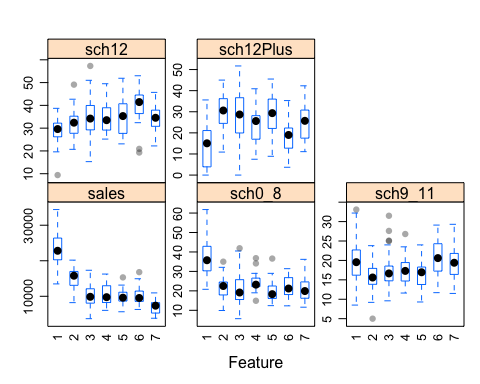 sch12 sch12Plus
10 20 30 40 50
0 10 20 30 40 50
sales sch0_8 sch9_11
10000 30000
10 20 30 40 50 60
5 10 15 20 25 30
1 2 3 4 5 6 7
1 2 3 4 5 6 7
1 2 3 4 5 6 7
Feature